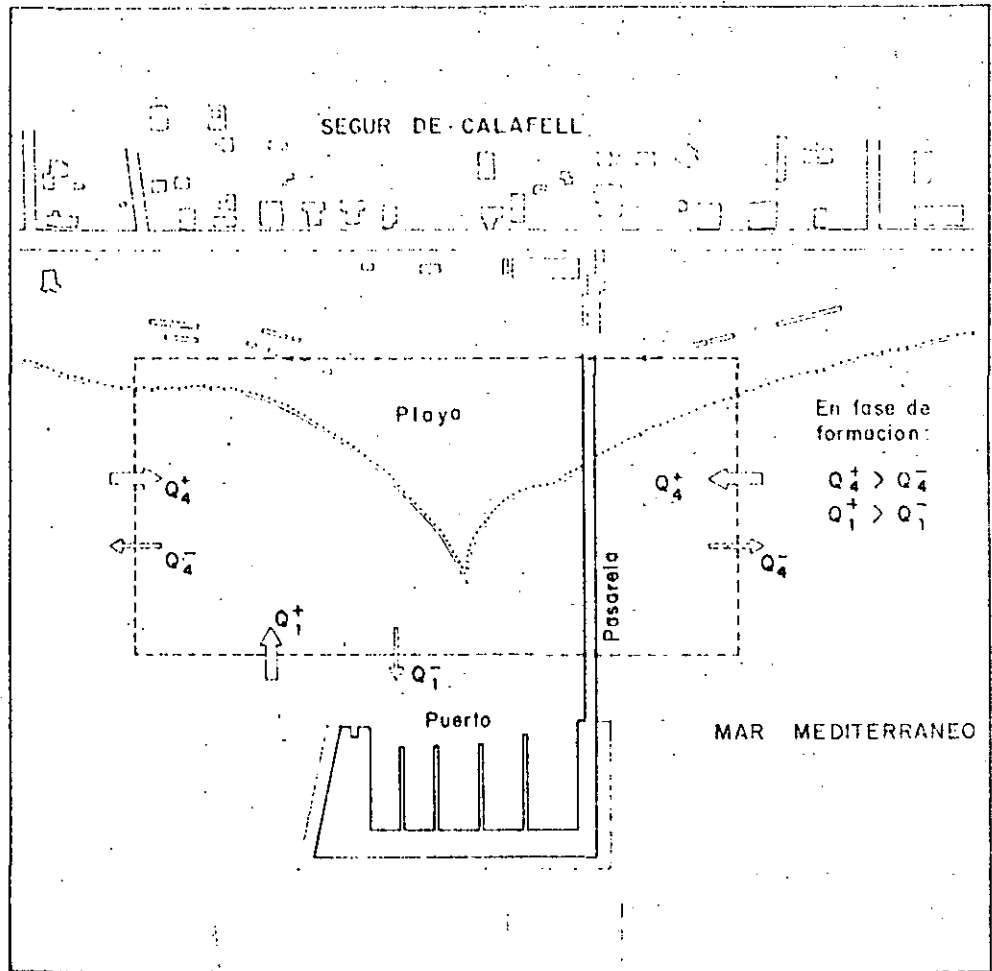 SEGUR DE CALAFELL
Playa
En fase de
formacion:
Q₄⁺ > Q₄⁻
Q₁⁺ > Q₁⁻
Q₄⁺
Q₄⁺
Q₄⁻
Q₄⁻
Pasarela
Q₁⁺
Q₁⁻
Puerto
MAR MEDITERRANEO